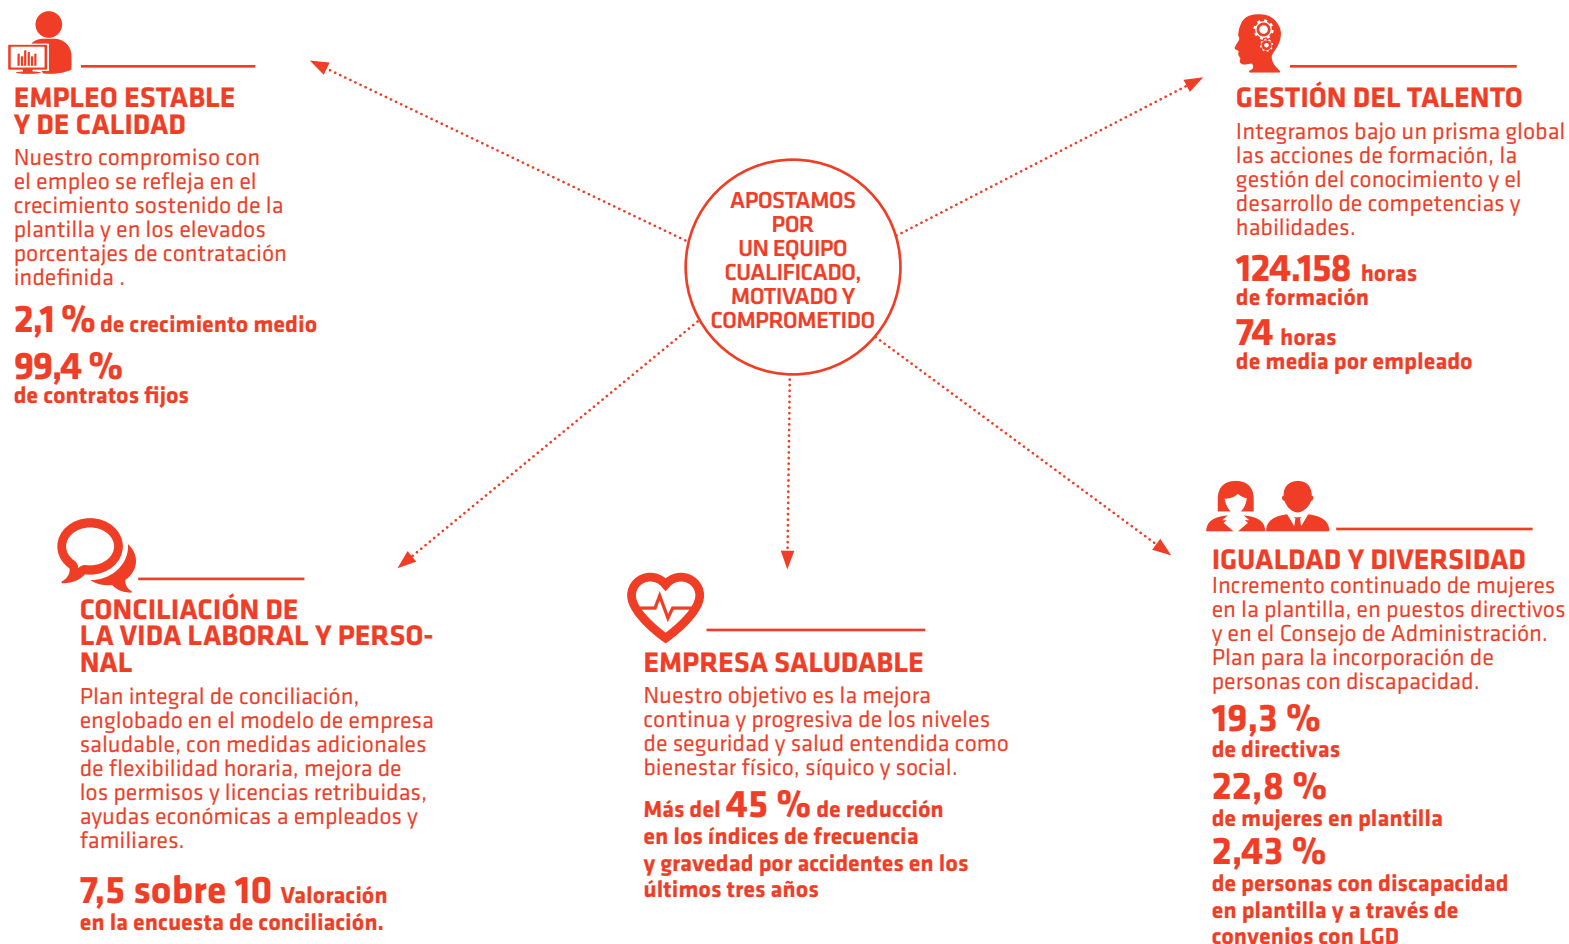 EMPLEO ESTABLE
Y DE CALIDAD
Nuestro compromiso con
el empleo se refleja en el
crecimiento sostenido de la
plantilla y en los elevados
porcentajes de contratación
indefinida .
2,1 % de crecimiento medio
99,4 %
de contratos fijos
APOSTAMOS
POR
UN EQUIPO
CUALIFICADO,
MOTIVADO Y
COMPROMETIDO
GESTIÓN DEL TALENTO
Integramos bajo un prisma global
las acciones de formación, la
gestión del conocimiento y el
desarrollo de competencias y
habilidades.
124.158 horas
de formación
74 horas
de media por empleado
CONCILIACIÓN DE
LA VIDA LABORAL Y PERSO-
NAL
Plan integral de conciliación,
englobado en el modelo de empresa
saludable, con medidas adicionales
de flexibilidad horaria, mejora de
los permisos y licencias retribuidas,
ayudas económicas a empleados y
familiares.
7,5 sobre 10 Valoración
en la encuesta de conciliación.
EMPRESA SALUDABLE
Nuestro objetivo es la mejora
continua y progresiva de los niveles
de seguridad y salud entendida como
bienestar físico, síquico y social.
Más del 45 % de reducción
en los índices de frecuencia
y gravedad por accidentes en los
últimos tres años
IGUALDAD Y DIVERSIDAD
Incremento continuado de mujeres
en la plantilla, en puestos directivos
y en el Consejo de Administración.
Plan para la incorporación de
personas con discapacidad.
19,3 %
de directivas
22,8 %
de mujeres en plantilla
2,43 %
de personas con discapacidad
en plantilla y a través de
convenios con LGD